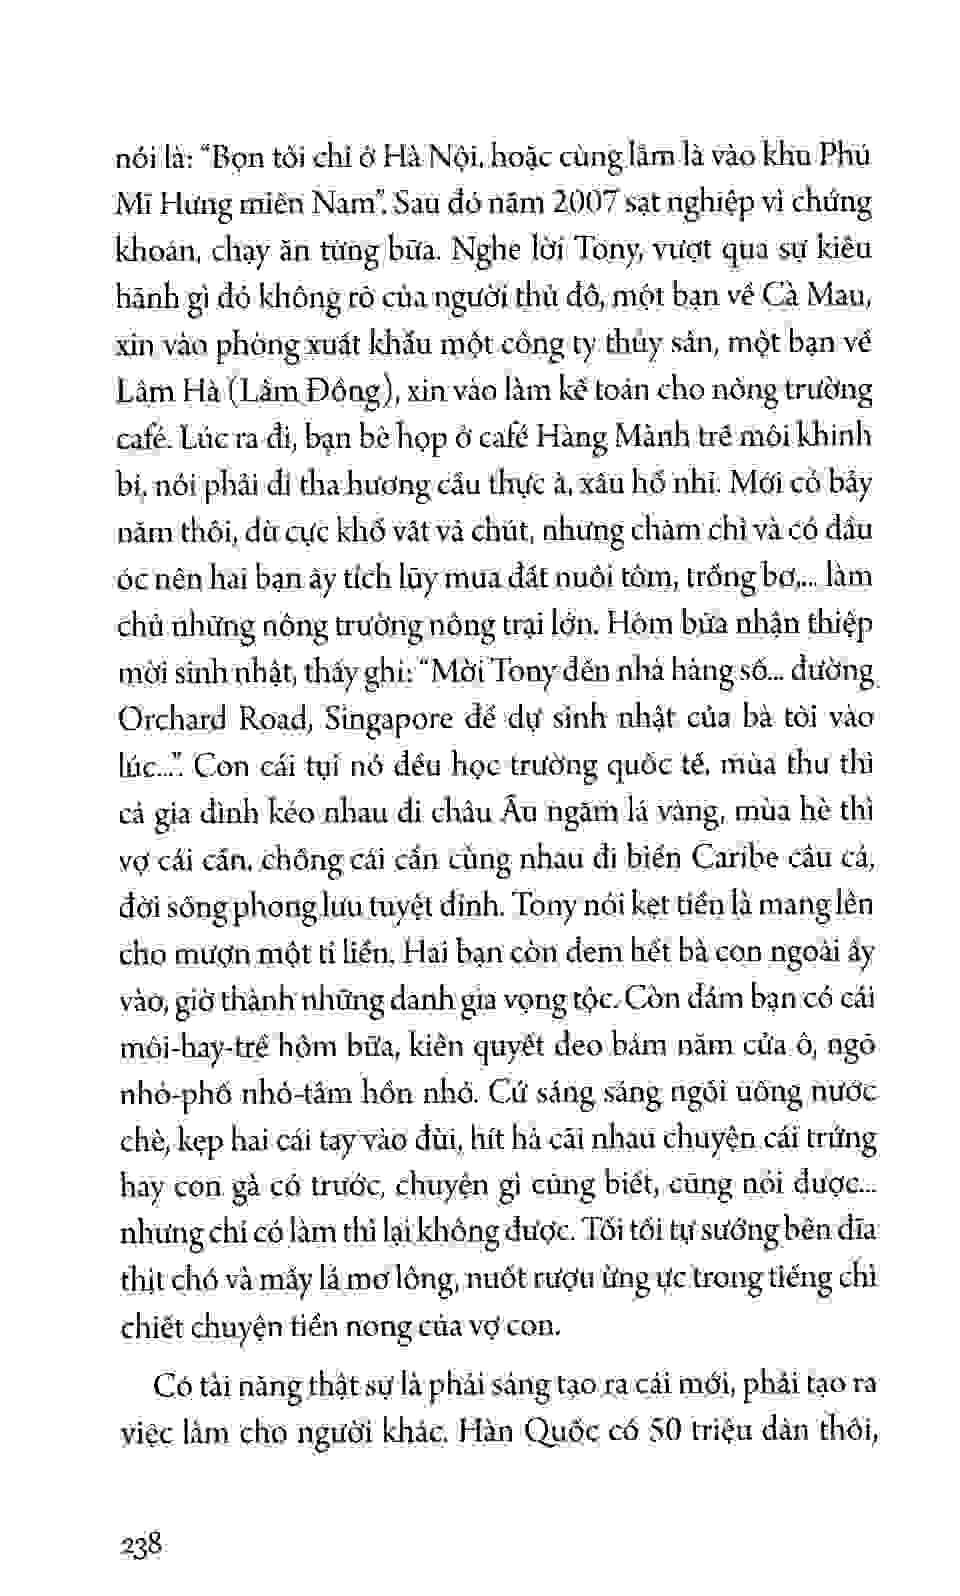 nói là: “Bọn tôi chỉ ở Hà Nội, hoặc cùng lắm là vào khu Phú
Mĩ Hưng miền Nam”. Sau đó năm 2007 sạt nghiệp vì chứng
khoán, chạy ăn từng bữa. Nghe lời Tony, vượt qua sự kiêu
hãnh gì đó không rõ của người thủ đô, một bạn về Cà Mau,
xin vào phòng xuất khẩu một công ty thủy sản, một bạn về
Lâm Hà (Lâm Đồng), xin vào làm kế toán cho nông trường
café. Lúc ra đi, bạn bè họp ở café Hàng Mành trề môi khinh
bỉ, nói phải đi tha hương cầu thực à, xấu hổ nhỉ. Mới có bảy
năm thôi, dù cực khổ vất vả chút, nhưng chăm chỉ và có đầu
óc nên hai bạn ấy tích lũy mua đất nuôi tôm, trồng bơ,... làm
chủ những nông trường nông trại lớn. Hôm bữa nhận thiệp
mời sinh nhật, thấy ghi: “Mời Tony đến nhà hàng số... đường
Orchard Road, Singapore để dự sinh nhật của bà tôi vào
lúc...”. Con cái tụi nó đều học trường quốc tế, mùa thu thì
cả gia đình kéo nhau đi châu Âu ngắm lá vàng, mùa hè thì
vợ cái cần, chồng cái cần cùng nhau đi biển Caribe câu cá,
đời sống phong lưu tuyệt đỉnh. Tony nói kẹt tiền là mang lên
cho mượn một tỉ liền. Hai bạn còn đem hết bà con ngoài ấy
vào, giờ thành những danh gia vọng tộc. Còn đám bạn có cái
môi-hay-trề hôm bữa, kiên quyết đeo bám năm cửa ô, ngõ
nhỏ-phố nhỏ-tâm hồn nhỏ. Cứ sáng sáng ngồi uống nước
chè, kẹp hai cái tay vào đùi, hít hà cãi nhau chuyện cái trứng
hay con gà có trước, chuyện gì cũng biết, cũng nói được...
nhưng chỉ có làm thì lại không được. Tối tối tự sướng bên đĩa
thịt chó và mấy lá mơ lông, nuốt rượu ừng ực trong tiếng chì
chiết chuyện tiền nong của vợ con.
Có tài năng thật sự là phải sáng tạo ra cái mới, phải tạo ra
việc làm cho người khác. Hàn Quốc có 50 triệu dân thôi,
238